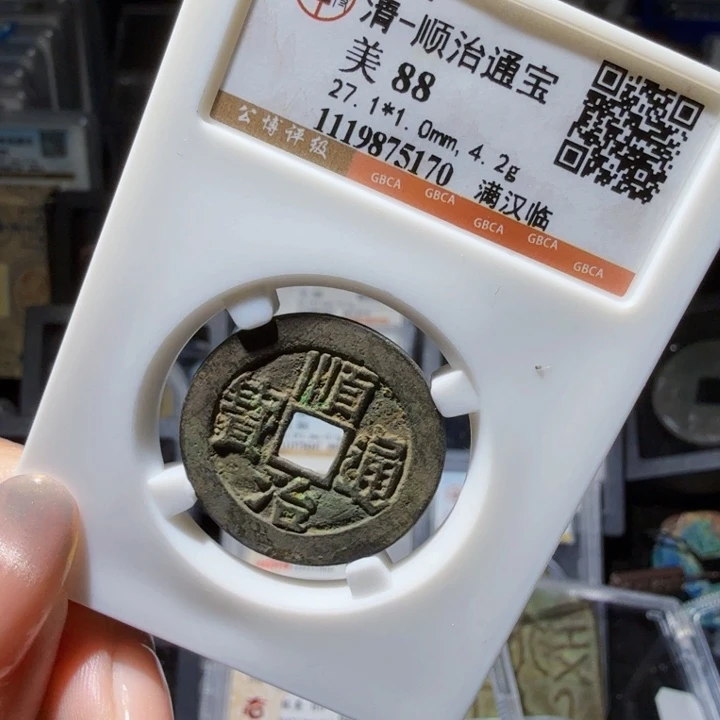 清-顺治通宝
美 88
27.1*1.0mm, 4.2g
1119875170 满汉临
公博评级
GBCA GBCA GBCA GBCA GBCA
順治通寶